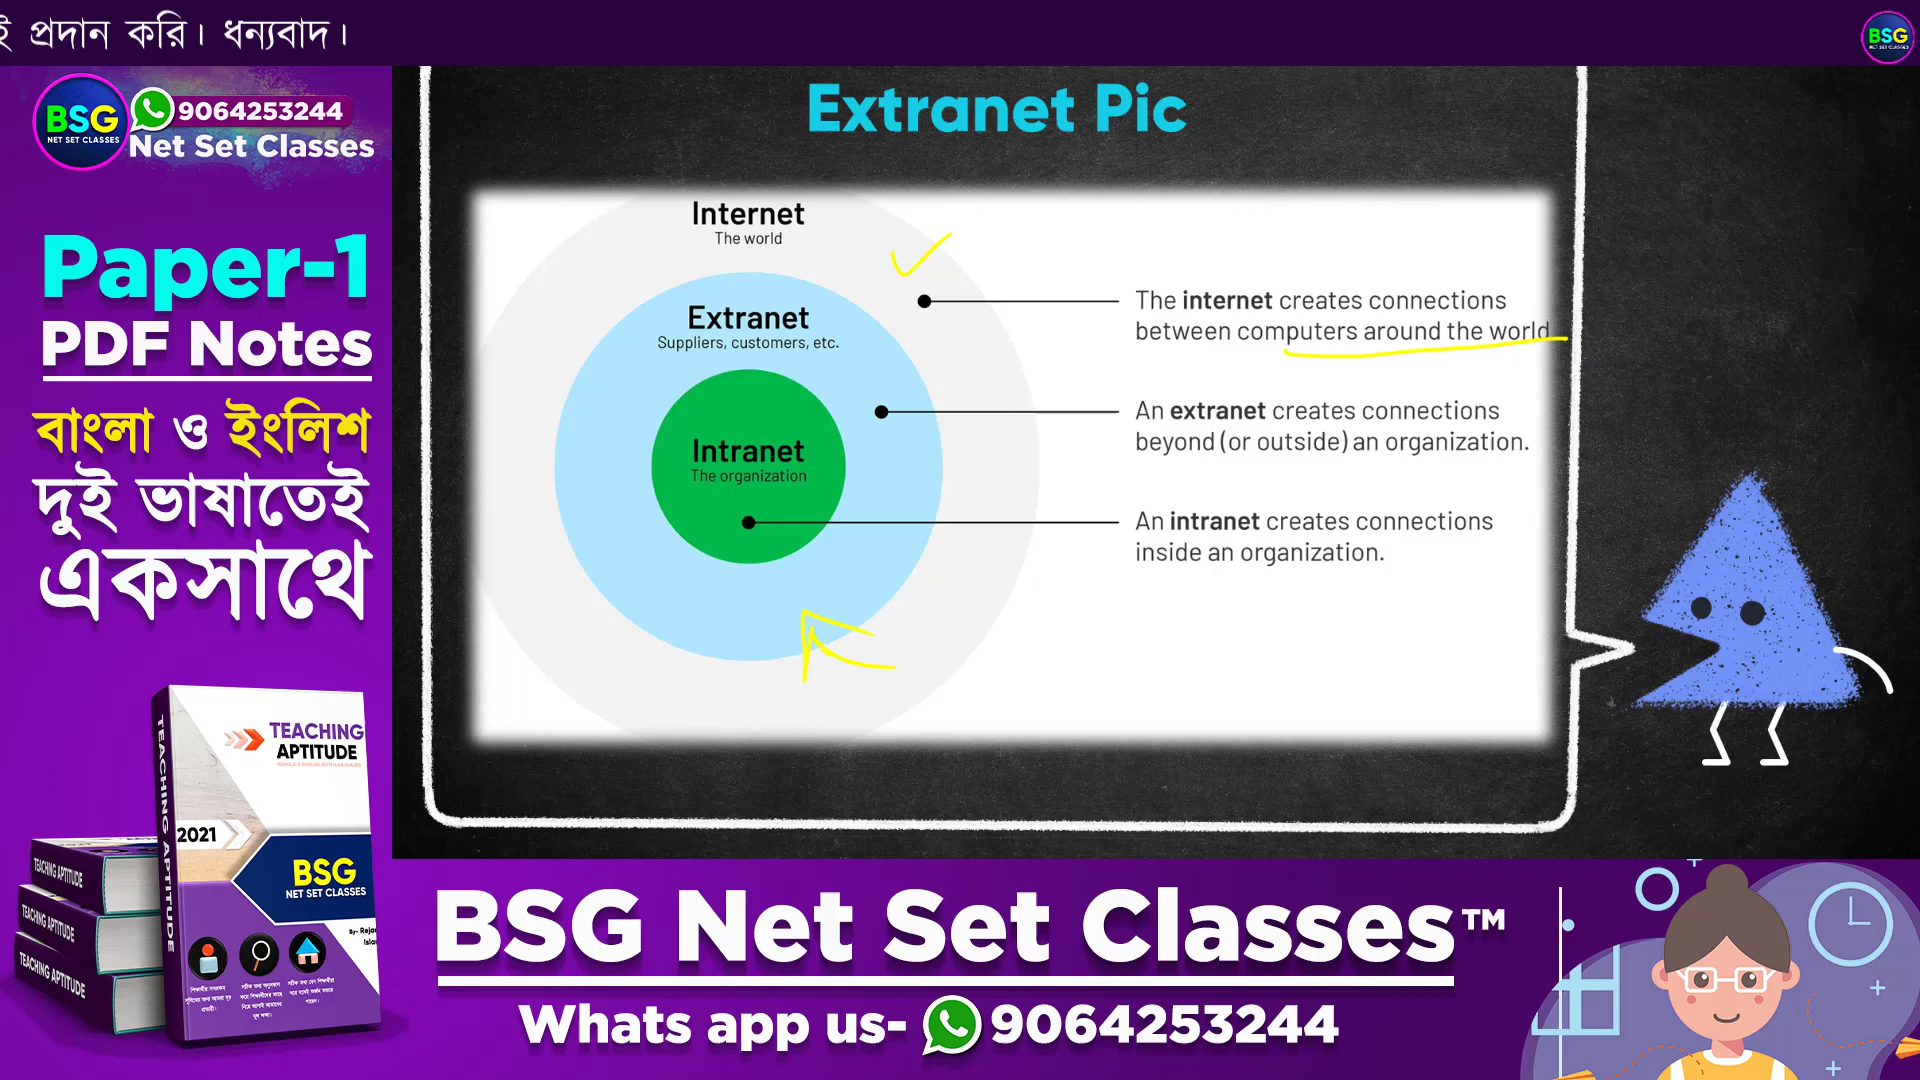 ই প্রদান করি। ধন্যবাদ।
BSG
NET SET CLASSES
BSG
NET SET CLASSES
9064253244
Net Set Classes
Paper-1
PDF Notes
বাংলা ও ইংলিশ
দুই ভাষাতেই
একসাথে
Extranet Pic
Internet
The world
Extranet
Suppliers, customers, etc.
Intranet
The organization
The internet creates connections
between computers around the world.
An extranet creates connections
beyond (or outside) an organization.
An intranet creates connections
inside an organization.
TEACHING
APTITUDE
2021
BSG
NET SET CLASSES
TEACHING APTITUDE
TEACHING APTITUDE
TEACHING APTITUDE
TEACHING APTITUDE
BSG Net Set Classes™
Whats app us- 9064253244